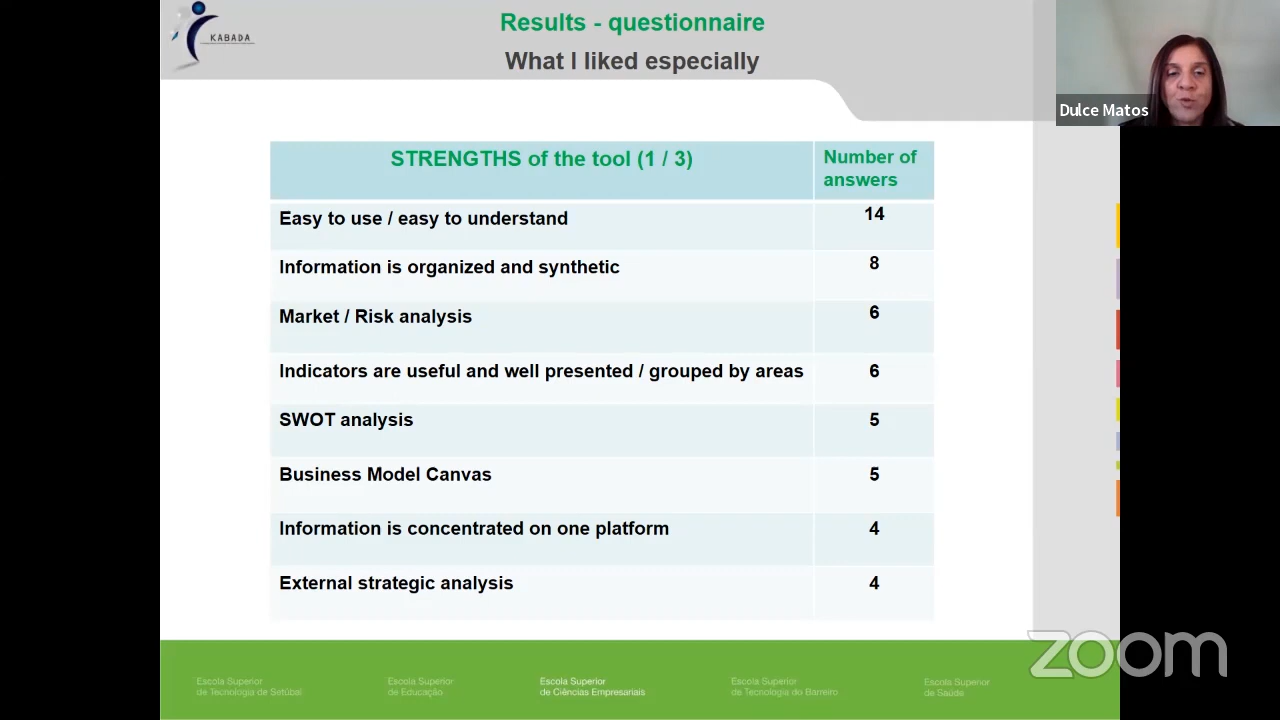 Results - questionnaire
What I liked especially
KABADA
Dulce Matos
STRENGTHS of the tool (1 / 3)
Number of
answers
Easy to use / easy to understand
14
Information is organized and synthetic
8
Market / Risk analysis
6
Indicators are useful and well presented / grouped by areas
6
SWOT analysis
5
Business Model Canvas
5
Information is concentrated on one platform
4
External strategic analysis
4
zoom
Escola Superior
de Tecnologia de Setúbal
Escola Superior
de Educação
Escola Superior
de Ciências Empresariais
Escola Superior
de Tecnologia do Barreiro
Escola Superior
de Saúde